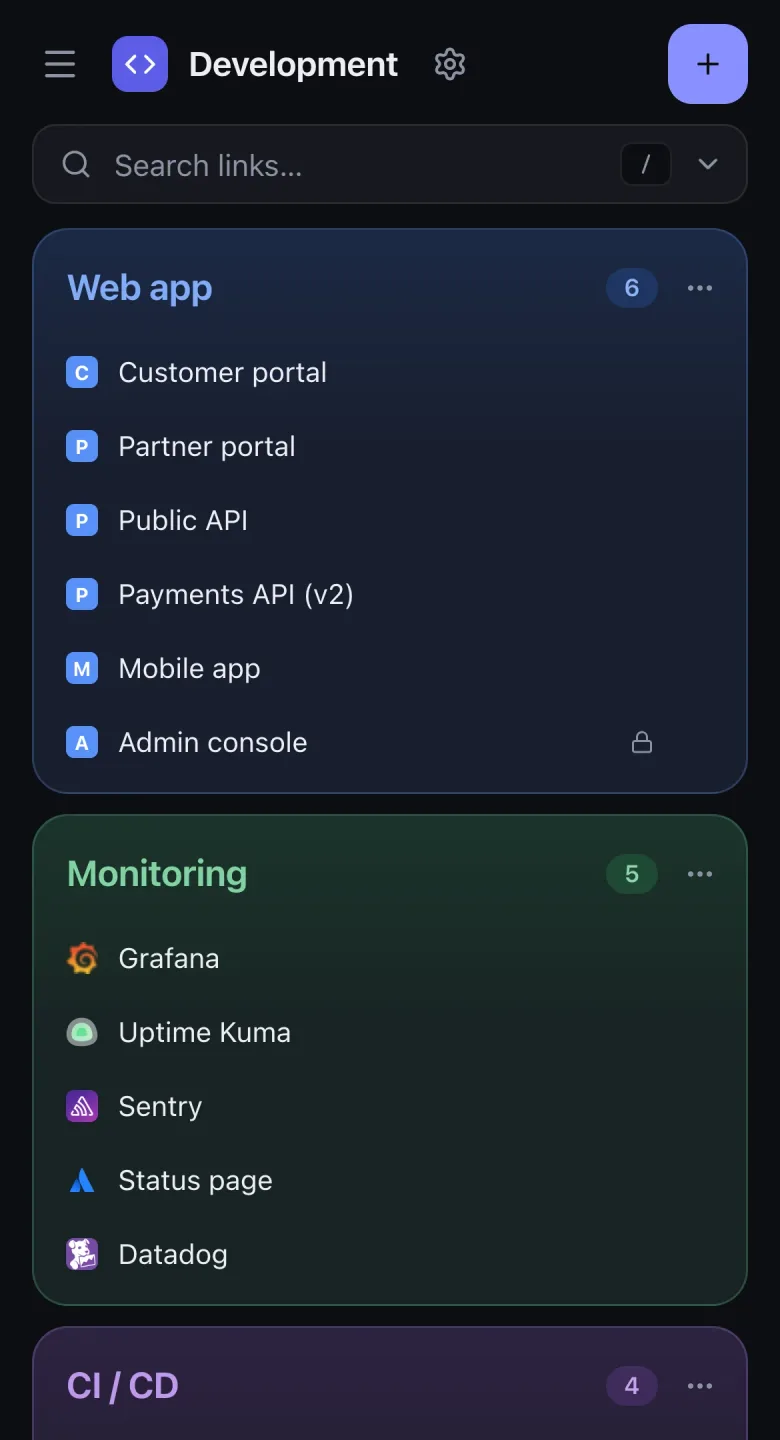 Development
Search links...
/
Web app
6
C Customer portal
P Partner portal
P Public API
P Payments API (v2)
M Mobile app
A Admin console
Monitoring
5
Grafana
Uptime Kuma
Sentry
Status page
Datadog
CI / CD
4